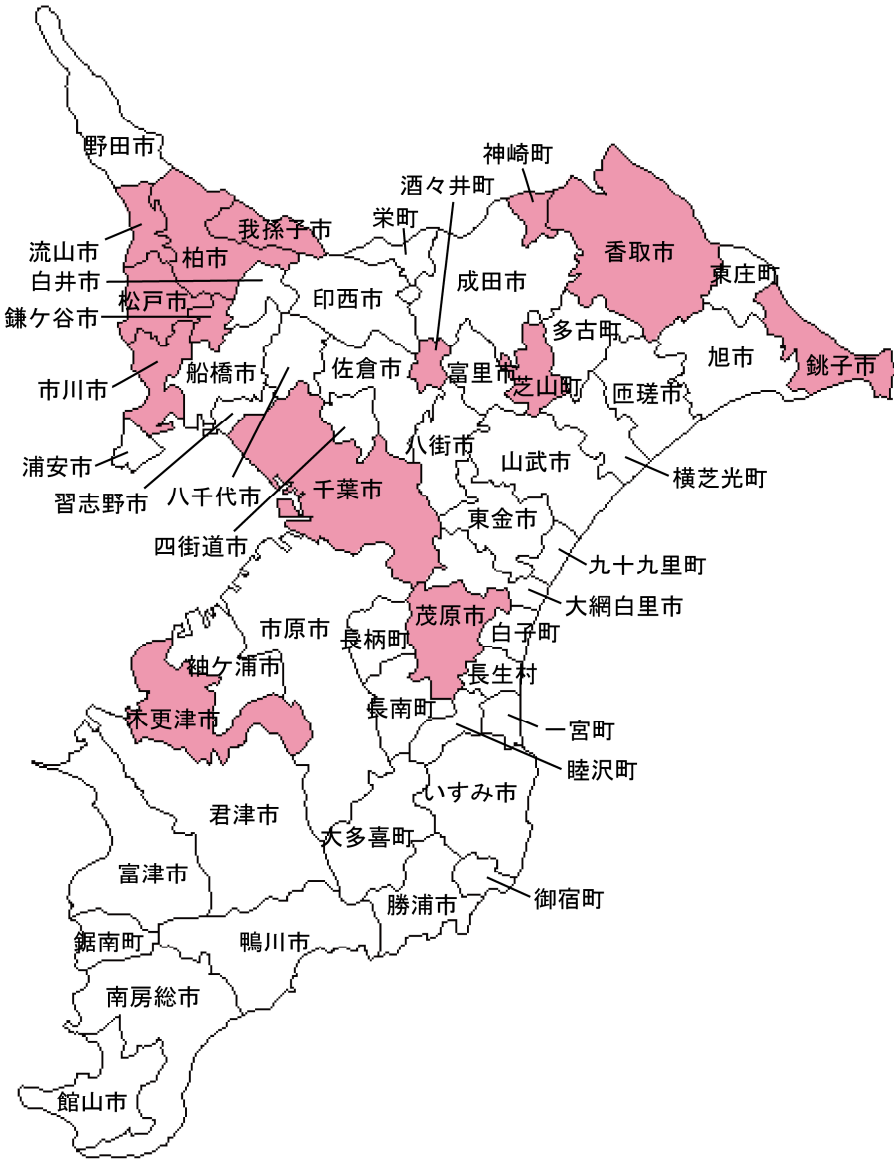 野田市
神崎町
酒々井町
栄町
我孫子市
流山市
柏市
香取市
東庄町
白井市
成田市
松戸市
印西市
鎌ケ谷市
多古町
旭市
船橋市
佐倉市
富里市
芝山町
銚子市
市川市
匝瑳市
八街市
山武市
浦安市
横芝光町
習志野市
八千代市
千葉市
東金市
四街道市
九十九里町
大網白里市
茂原市
市原市
長柄町
白子町
袖ケ浦市
長生村
長南町
木更津市
一宮町
睦沢町
いすみ市
君津市
大多喜町
富津市
御宿町
勝浦市
鋸南町
鴨川市
南房総市
館山市